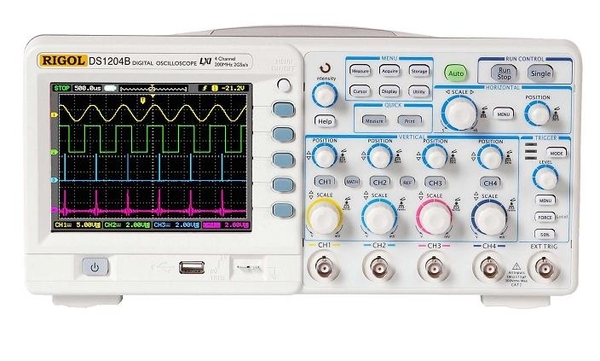 RIGOL DS1204B DIGITAL OSCILLOSCOPE LXI 4 Channel
200MHz 2GSa/s
STOP 500.0us -21.2V
CH1= 5.00V CH2= 2.00V CH3= 2.00V CH4= 2.00V
Intensity
Help
MENU
Measure Acquire Storage
Cursor Display Utility
QUICK
Measure Print
Auto
RUN CONTROL
Run
Stop
Single
HORIZONTAL
SCALE
MENU
POSITION
VERTICAL
POSITION POSITION POSITION POSITION
CH1 MATH CH2 REF CH3 CH4
SCALE SCALE SCALE SCALE
TRIGGER
MODE
LEVEL
MENU
FORCE
50%
CH1 CH2 CH3 CH4 EXT TRIG